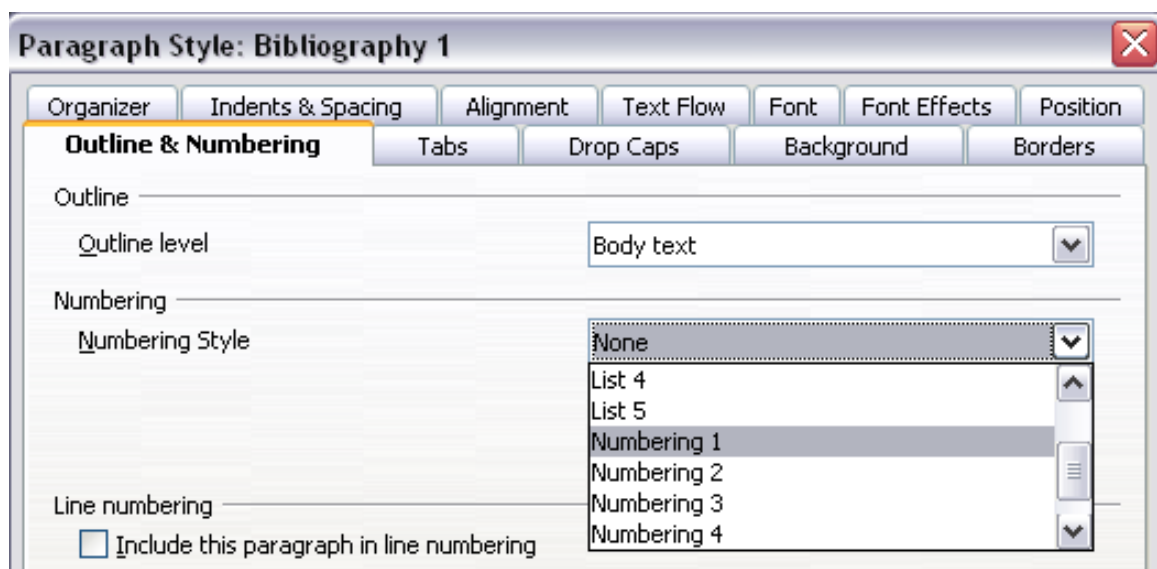 Paragraph Style: Bibliography 1
Organizer Indents & Spacing Alignment Text Flow Font Font Effects Position
Outline & Numbering Tabs Drop Caps Background Borders
Outline
Outline level Body text
Numbering
Numbering Style None
List 4
List 5
Numbering 1
Numbering 2
Numbering 3
Numbering 4
Line numbering
Include this paragraph in line numbering